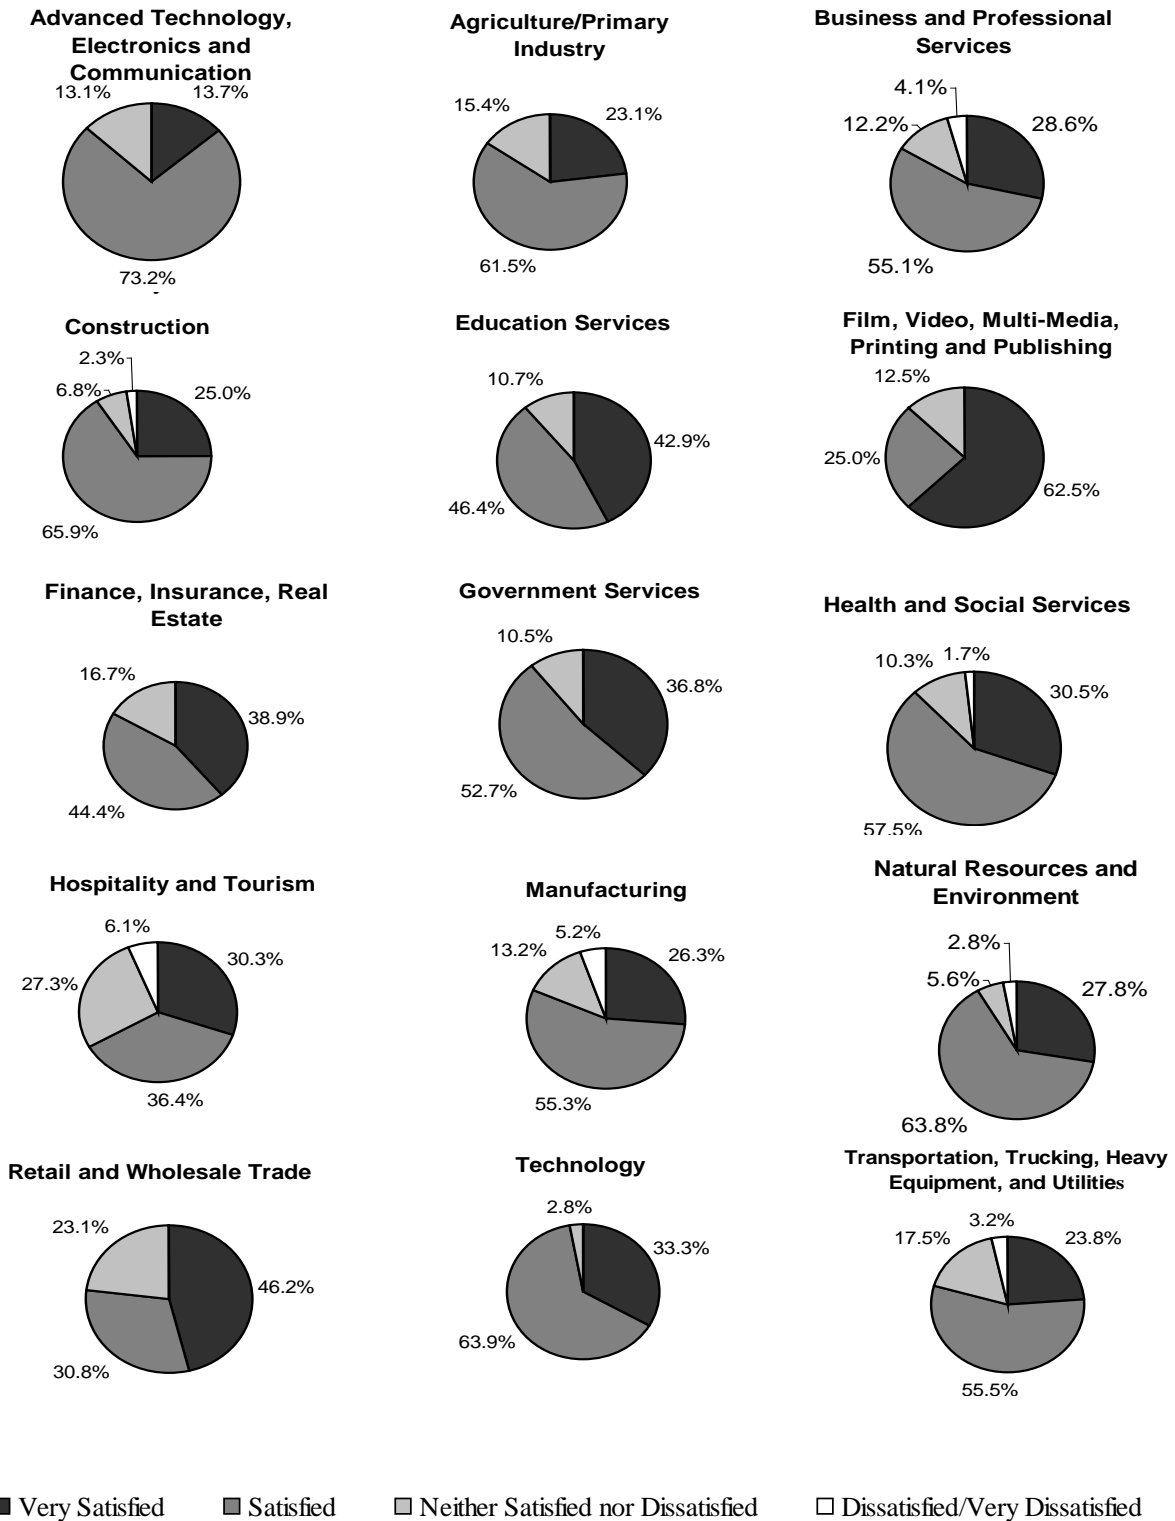 Advanced Technology,
Electronics and
Communication
13.1%
13.7%
73.2%
Agriculture/Primary
Industry
15.4%
23.1%
61.5%
Business and Professional
Services
4.1%
12.2%
28.6%
55.1%
Construction
2.3%
6.8%
25.0%
65.9%
Education Services
10.7%
42.9%
46.4%
Film, Video, Multi-Media,
Printing and Publishing
12.5%
25.0%
62.5%
Finance, Insurance, Real
Estate
16.7%
38.9%
44.4%
Government Services
10.5%
36.8%
52.7%
Health and Social Services
10.3%
1.7%
30.5%
57.5%
Hospitality and Tourism
6.1%
30.3%
27.3%
36.4%
Manufacturing
5.2%
13.2%
26.3%
55.3%
Natural Resources and
Environment
2.8%
5.6%
27.8%
63.8%
Retail and Wholesale Trade
23.1%
46.2%
30.8%
Technology
2.8%
33.3%
63.9%
Transportation, Trucking, Heavy
Equipment, and Utilities
3.2%
17.5%
23.8%
55.5%
Very Satisfied
Satisfied
Neither Satisfied nor Dissatisfied
Dissatisfied/Very Dissatisfied